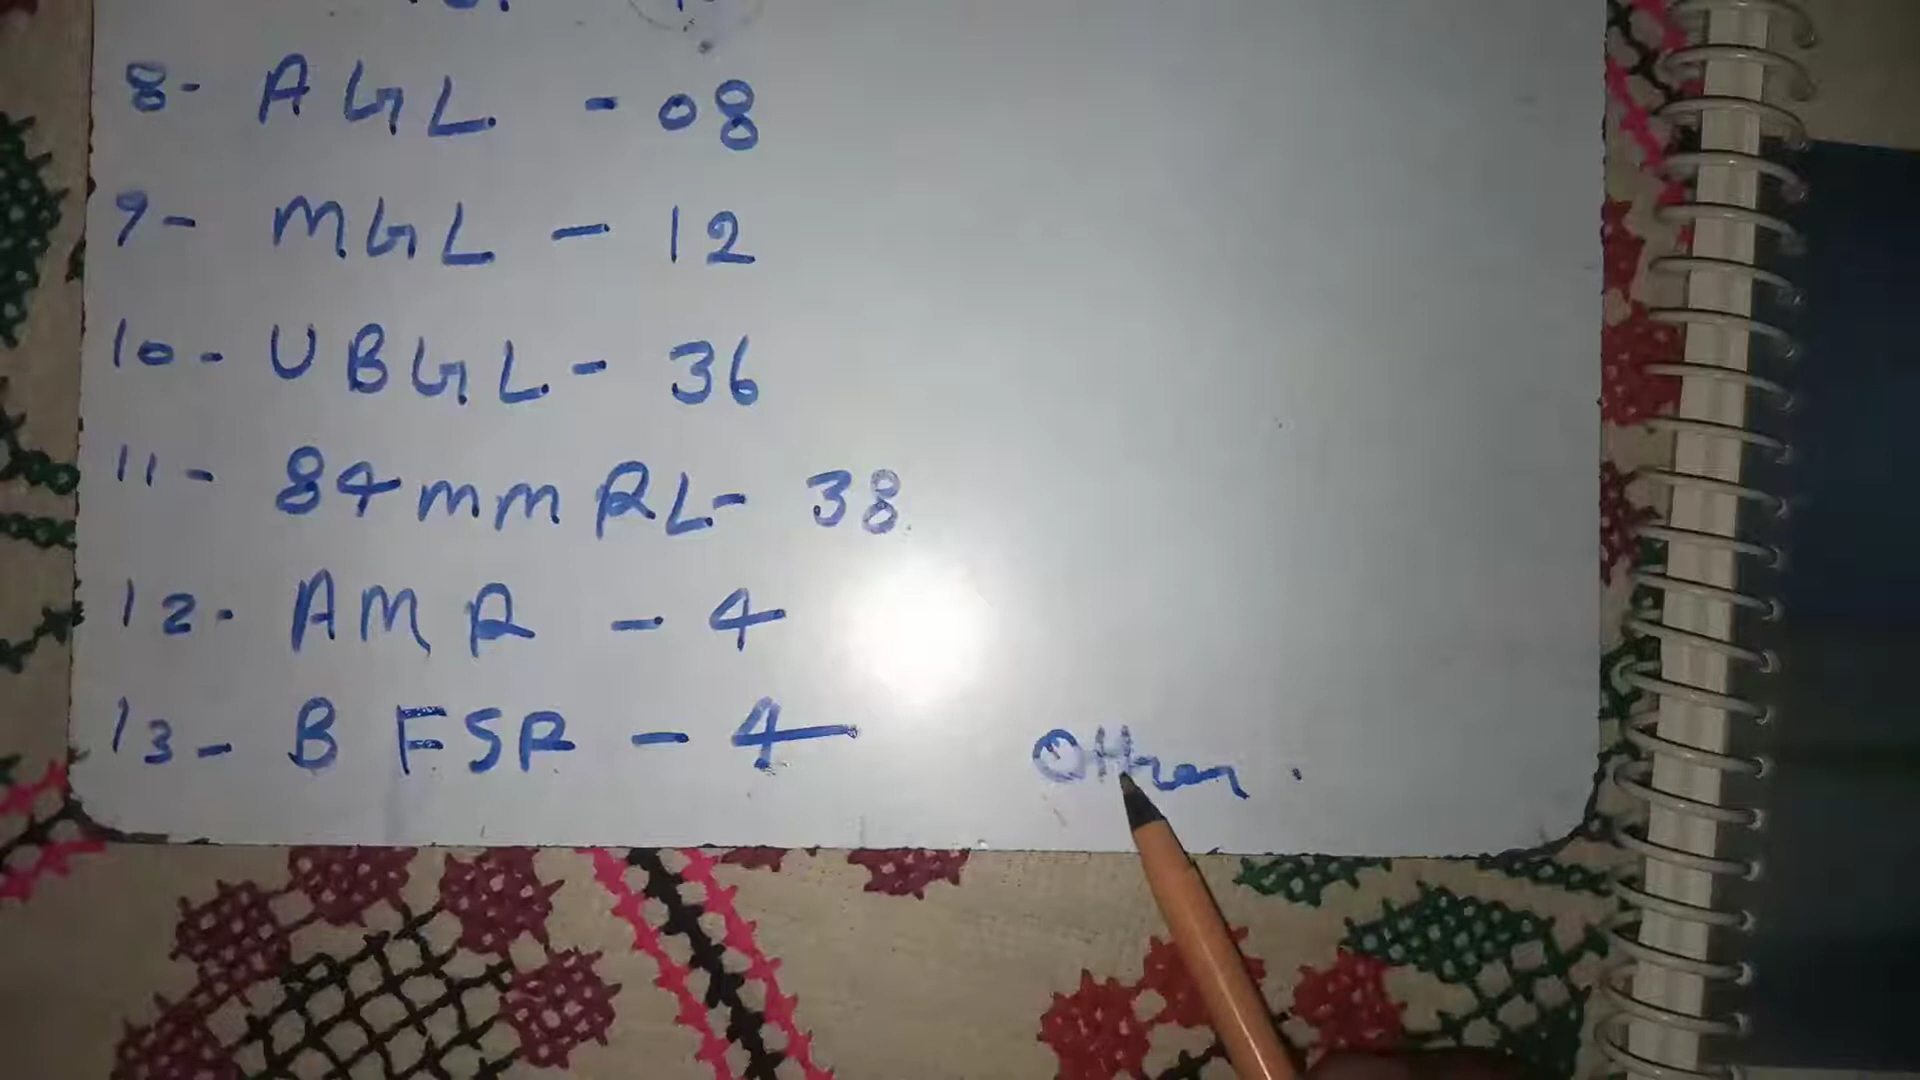 8- AGL - 08
9- MGL - 12
10- UBGL - 36
11- 84mm RL- 38
12- AMR - 4
13- BFSR - 4 Other.